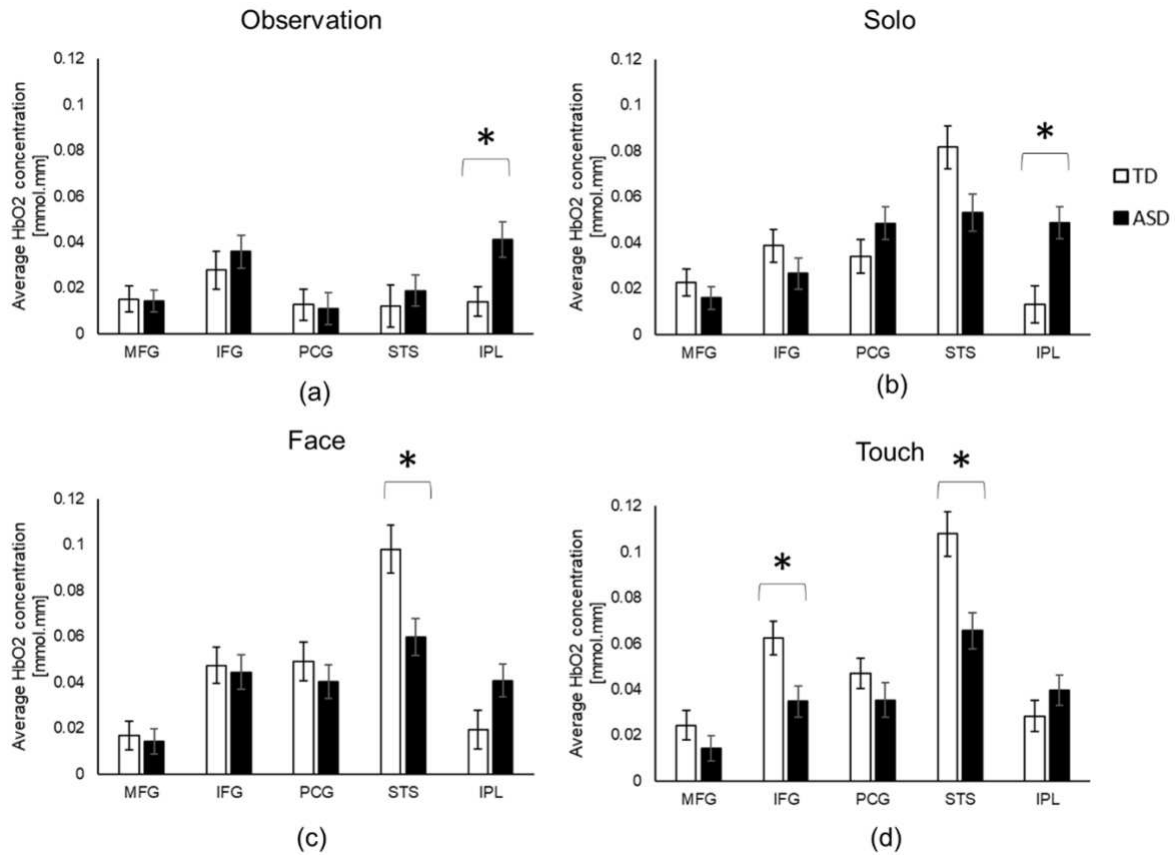 Observation
Average HbO2 concentration
[mmol.mm]
0.12
0.1
0.08
0.06
0.04
0.02
0
*
MFG IFG PCG STS IPL
(a)
Solo
Average HbO2 concentration
[mmol.mm]
0.12
0.1
0.08
0.06
0.04
0.02
0
*
MFG IFG PCG STS IPL
(b)
TD
ASD
Face
Average HbO2 concentration
[mmol.mm]
0.12
0.1
0.08
0.06
0.04
0.02
0
*
MFG IFG PCG STS IPL
(c)
Touch
Average HbO2 concentration
[mmol.mm]
0.12
0.1
0.08
0.06
0.04
0.02
0
* *
MFG IFG PCG STS IPL
(d)